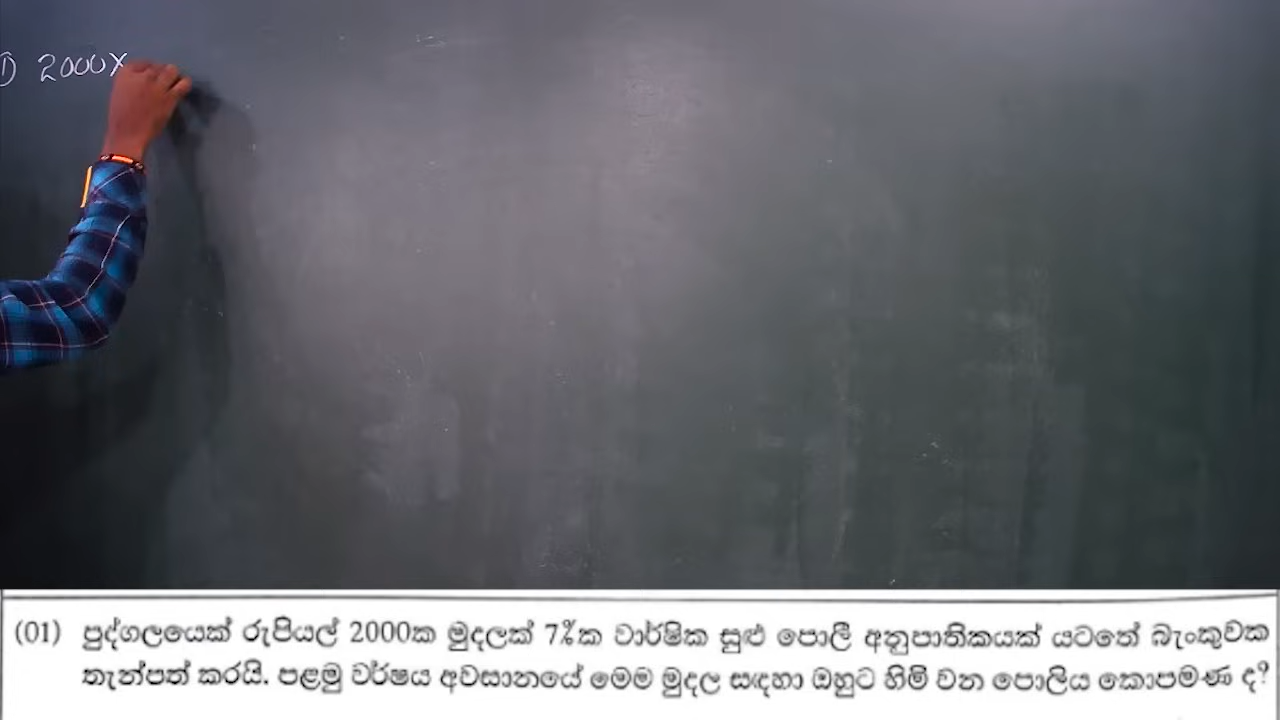 1) 2000×
(01) පුද්ගලයෙක් රුපියල් 2000ක මුදලක් 7%ක වාර්ෂික සුළු පොලී අනුපාතිකයක් යටතේ බැංකුවක
තැන්පත් කරයි. පළමු වර්ෂය අවසානයේ මෙම මුදල සඳහා ඔහුට හිමි වන පොලිය කොපමණ ද?